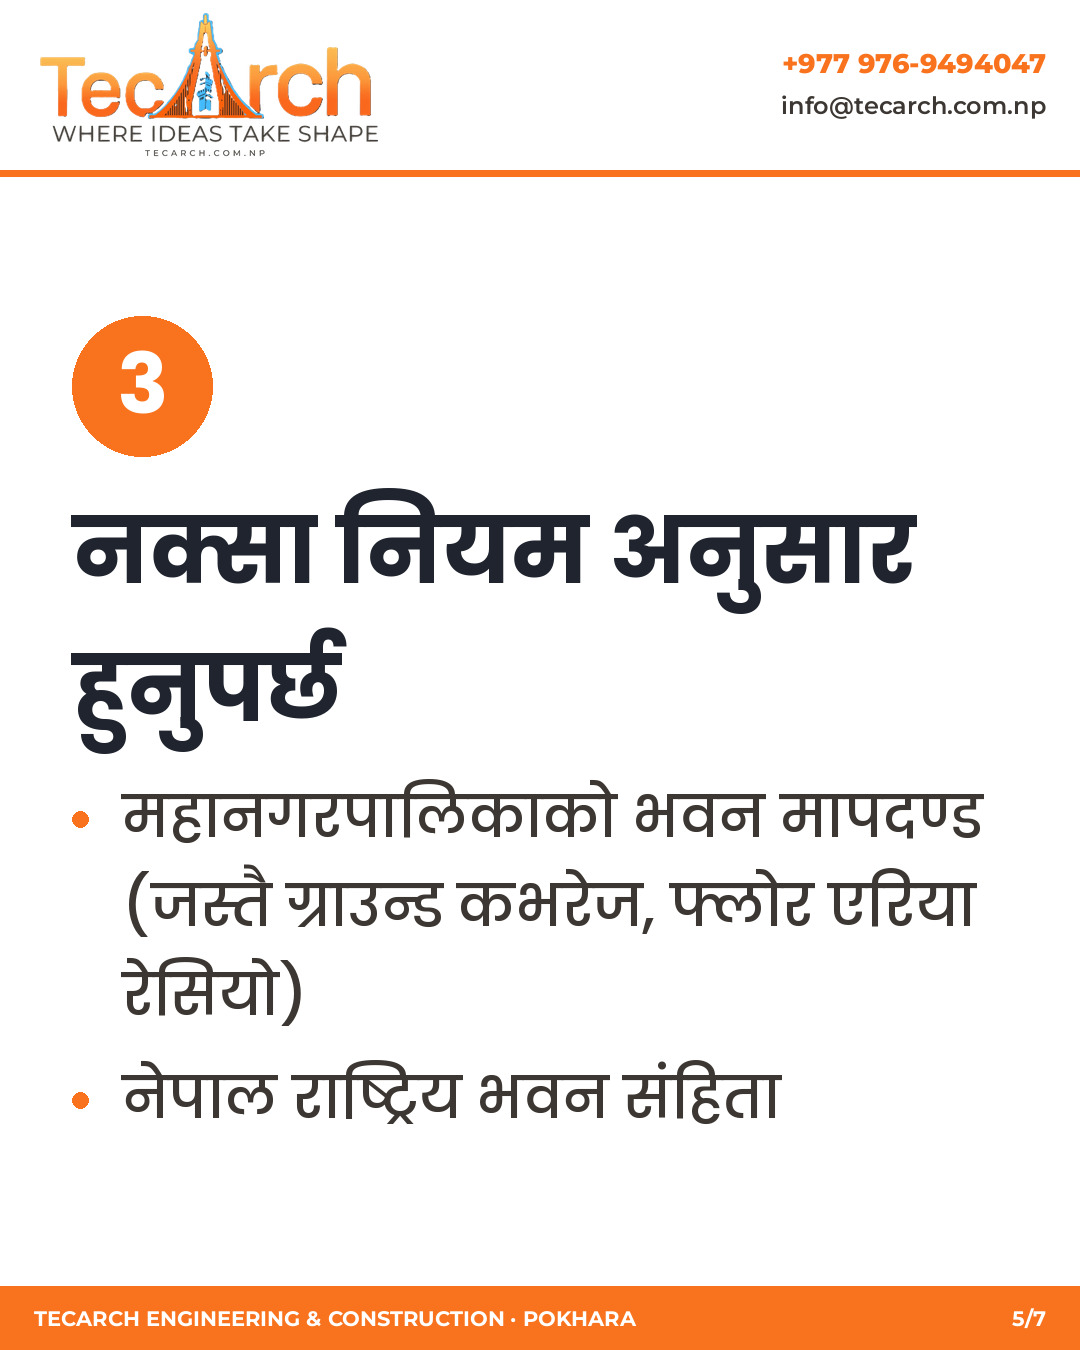 TecArch
WHERE IDEAS TAKE SHAPE
TECARCH.COM.NP
+977 976-9494047
info@tecarch.com.np
3
नक्सा नियम अनुसार
हुनुपर्छ
• महानगरपालिकाको भवन मापदण्ड
(जस्तै ग्राउन्ड कभरेज, फ्लोर एरिया
रेसियो)
• नेपाल राष्ट्रिय भवन संहिता
TECARCH ENGINEERING & CONSTRUCTION · POKHARA
5/7